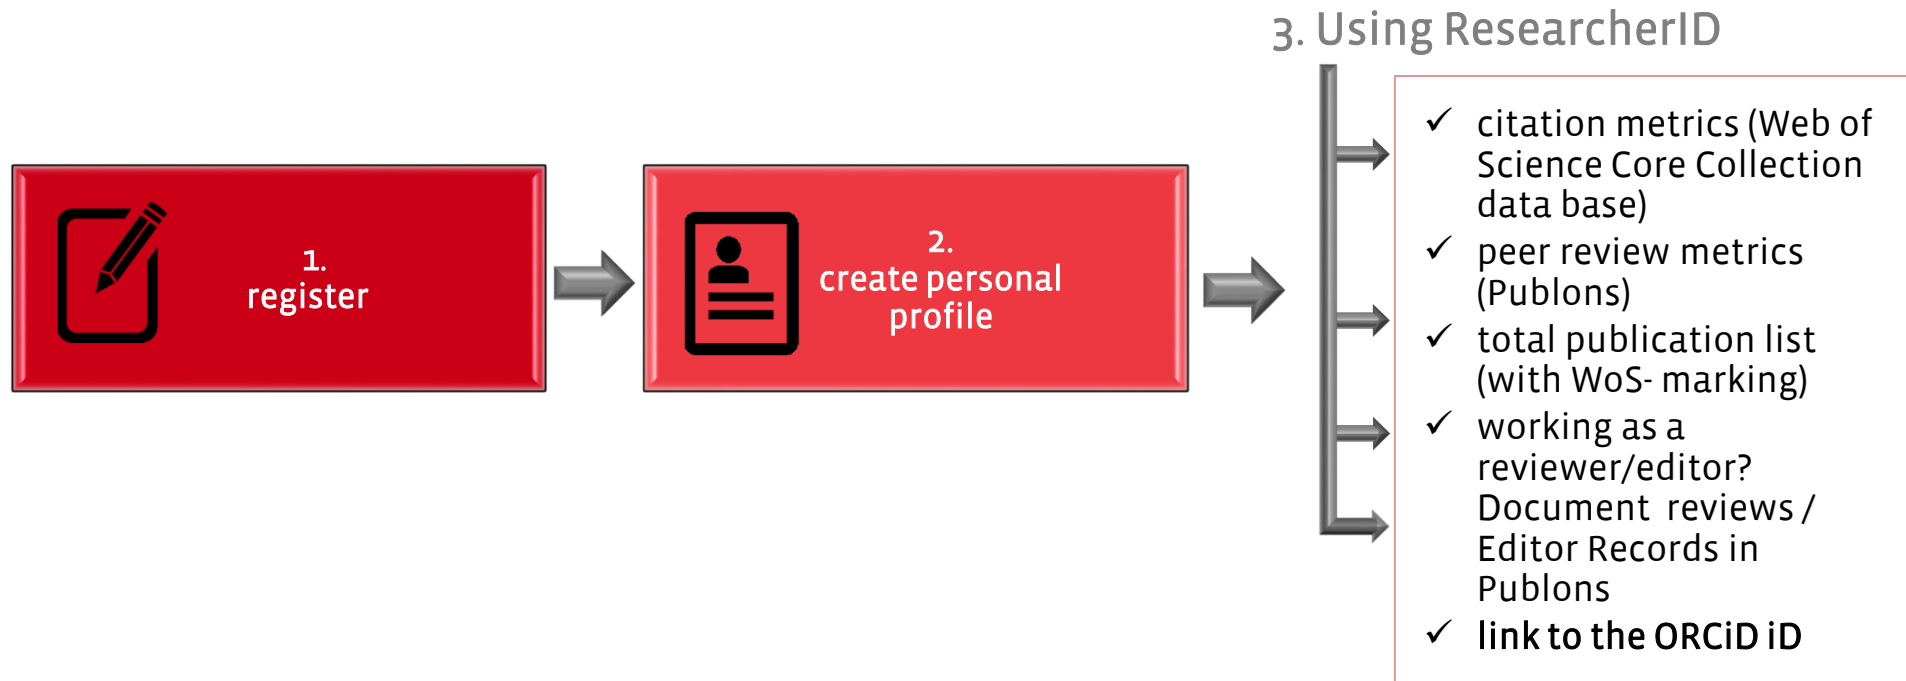 3. Using ResearcherID
1.
register
2.
create personal
profile
✓ citation metrics (Web of
Science Core Collection
data base)
✓ peer review metrics
(Publons)
✓ total publication list
(with WoS- marking)
✓ working as a
reviewer/editor?
Document  reviews /
Editor Records in
Publons
✓ link to the ORCiD iD